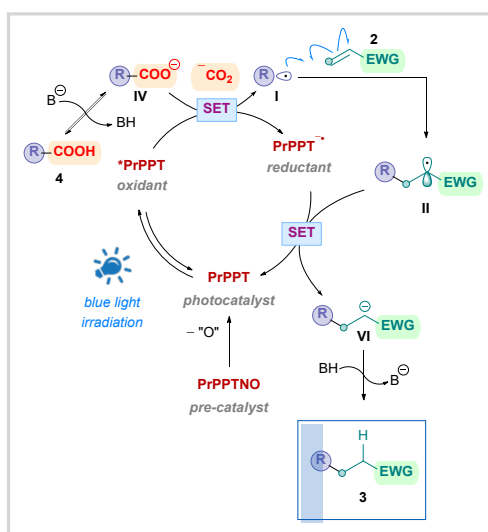 2
R COO⊖ ⁻CO₂ R• EWG
IV I
B⊖ SET
BH
R COOH PrPPT⁻•
4 *PrPPT reductant R
oxidant EWG
II
SET
PrPPT
blue light photocatalyst
irradiation
– "O" R ⊖
EWG
VI
PrPPTNO BH
B⊖
pre-catalyst
H
R
EWG
3